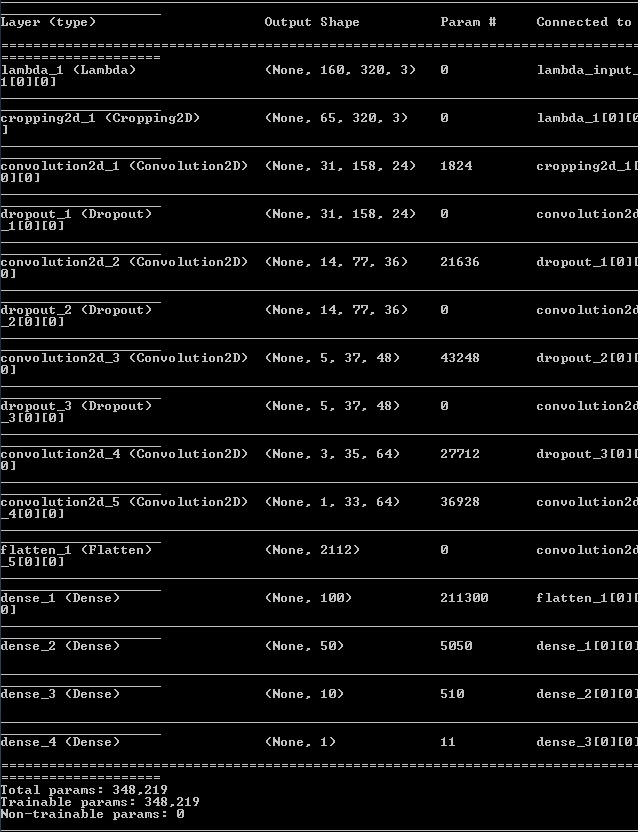 Layer (type) Output Shape Param # Connected to
lambda_1 (Lambda) (None, 160, 320, 3) 0 lambda_input_
1[0][0]
cropping2d_1 (Cropping2D) (None, 65, 320, 3) 0 lambda_1[0][0
]
convolution2d_1 (Convolution2D) (None, 31, 158, 24) 1824 cropping2d_1[
0][0]
dropout_1 (Dropout) (None, 31, 158, 24) 0 convolution2d
_1[0][0]
convolution2d_2 (Convolution2D) (None, 14, 77, 36) 21636 dropout_1[0][
0]
dropout_2 (Dropout) (None, 14, 77, 36) 0 convolution2d
_2[0][0]
convolution2d_3 (Convolution2D) (None, 5, 37, 48) 43248 dropout_2[0][
0]
dropout_3 (Dropout) (None, 5, 37, 48) 0 convolution2d
_3[0][0]
convolution2d_4 (Convolution2D) (None, 3, 35, 64) 27712 dropout_3[0][
0]
convolution2d_5 (Convolution2D) (None, 1, 33, 64) 36928 convolution2d
_4[0][0]
flatten_1 (Flatten) (None, 2112) 0 convolution2d
_5[0][0]
dense_1 (Dense) (None, 100) 211300 flatten_1[0][
0]
dense_2 (Dense) (None, 50) 5050 dense_1[0][0]
dense_3 (Dense) (None, 10) 510 dense_2[0][0]
dense_4 (Dense) (None, 1) 11 dense_3[0][0]
Total params: 348,219
Trainable params: 348,219
Non-trainable params: 0